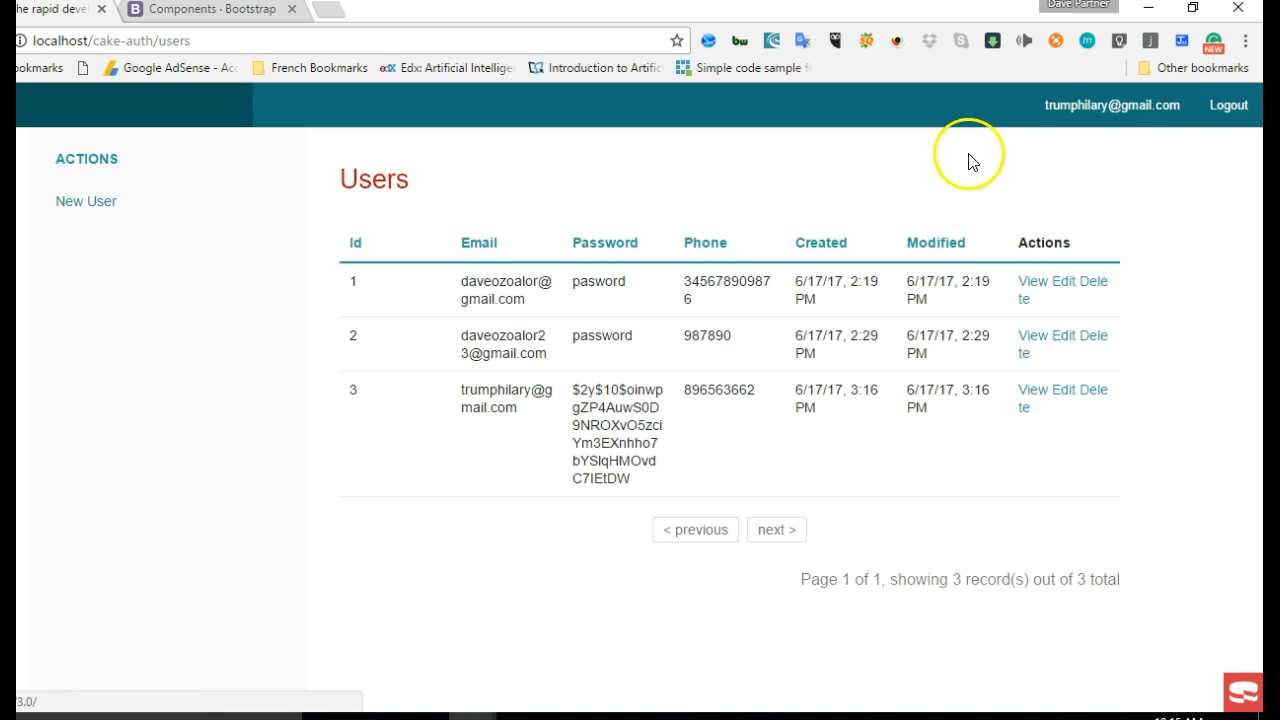 he rapid deve
Components · Bootstrap
Dave Partner
localhost/cake-auth/users
bw
NEW
ookmarks
Google AdSense - Acc
French Bookmarks
edX
Edx: Artificial Intellige
Introduction to Artific
Simple code sample f
Other bookmarks
trumphilary@gmail.com
Logout
ACTIONS
New User
Users
Id Email Password Phone Created Modified Actions
1 daveozoalor@ pasword 34567890987 6/17/17, 2:19 6/17/17, 2:19 View Edit Dele
gmail.com 6 PM PM te
2 daveozoalor2 password 987890 6/17/17, 2:29 6/17/17, 2:29 View Edit Dele
3@gmail.com PM PM te
3 trumphilary@g $2y$10$oinwp 896563662 6/17/17, 3:16 6/17/17, 3:16 View Edit Dele
mail.com gZP4AuwS0D PM PM te
9NROXvO5zci
Ym3EXnhho7
bYSlqHMOvd
C7IEtDW
< previous next >
Page 1 of 1, showing 3 record(s) out of 3 total
3.0/